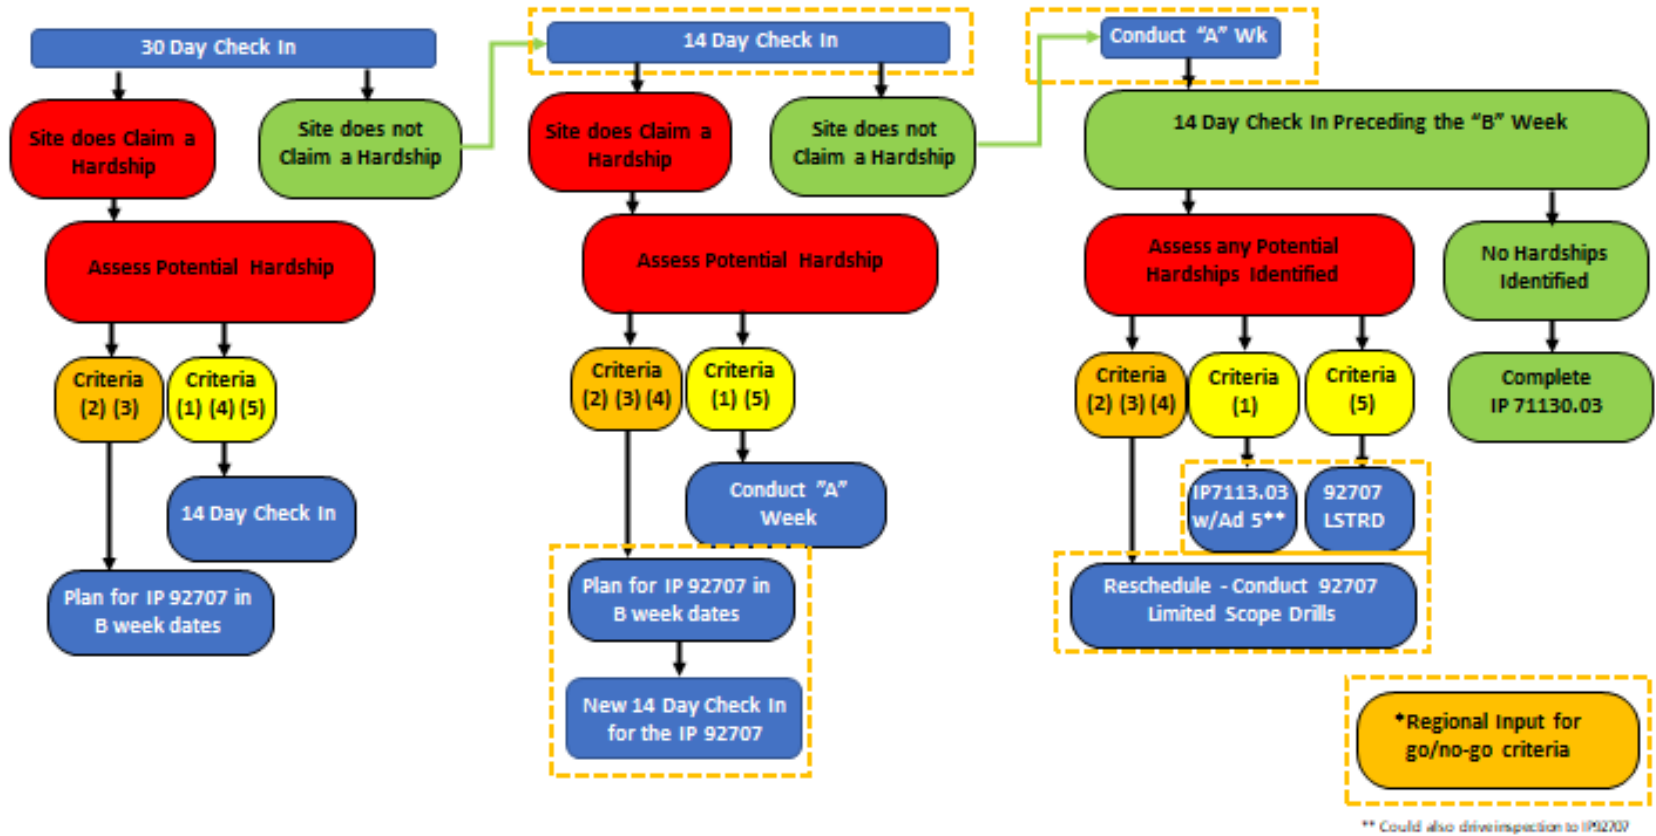 30 Day Check In
Site does Claim a
Hardship
Site does not
Claim a Hardship
Assess Potential Hardship
Criteria
(2) (3)
Criteria
(1) (4) (5)
14 Day Check In
Plan for IP 92707 in
B week dates
14 Day Check In
Site does Claim a
Hardship
Site does not
Claim a Hardship
Assess Potential Hardship
Criteria
(2) (3) (4)
Criteria
(1) (5)
Conduct "A"
Week
Plan for IP 92707 in
B week dates
New 14 Day Check In
for the IP 92707
Conduct "A" Wk
14 Day Check In Preceding the "B" Week
Assess any Potential
Hardships Identified
No Hardships
Identified
Criteria
(2) (3) (4)
Criteria
(1)
Criteria
(5)
Complete
IP 71130.03
IP7113.03
w/Ad 5**
92707
LSTRD
Reschedule - Conduct 92707
Limited Scope Drills
*Regional Input for
go/no-go criteria
** Could also drive inspection to IP92707